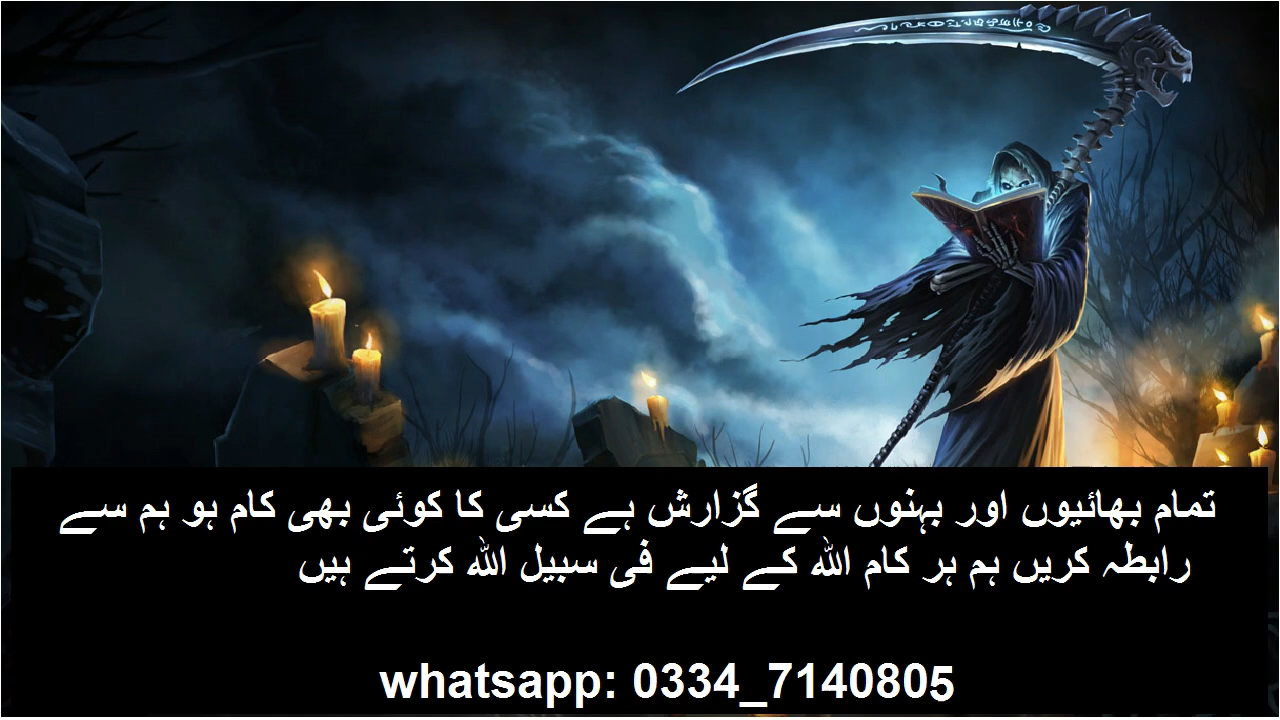 تمام بھائیوں اور بہنوں سے گزارش ہے کسی کا کوئی بھی کام ہو ہم سے
رابطہ کریں ہم ہر کام اللہ کے لیے فی سبیل اللہ کرتے ہیں
whatsapp: 0334_7140805